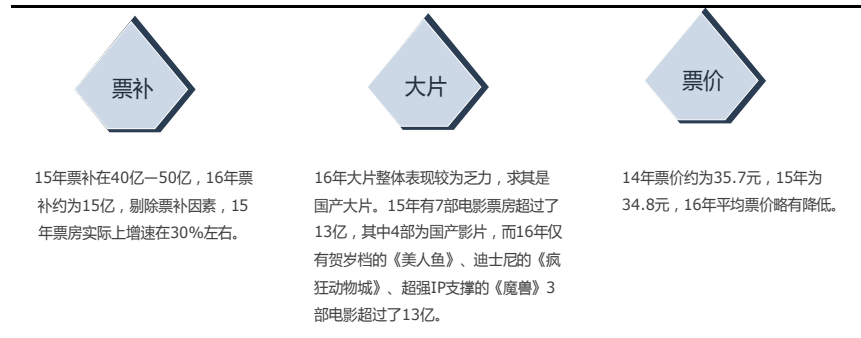 票补
15年票补在40亿—50亿，16年票
补约为15亿，剔除票补因素，15
年票房实际上增速在30%左右。
大片
16年大片整体表现较为乏力，求其是
国产大片。15年有7部电影票房超过了
13亿，其中4部为国产影片，而16年仅
有贺岁档的《美人鱼》、迪士尼的《疯
狂动物城》、超强IP支撑的《魔兽》3
部电影超过了13亿。
票价
14年票价约为35.7元，15年为
34.8元，16年平均票价略有降低。